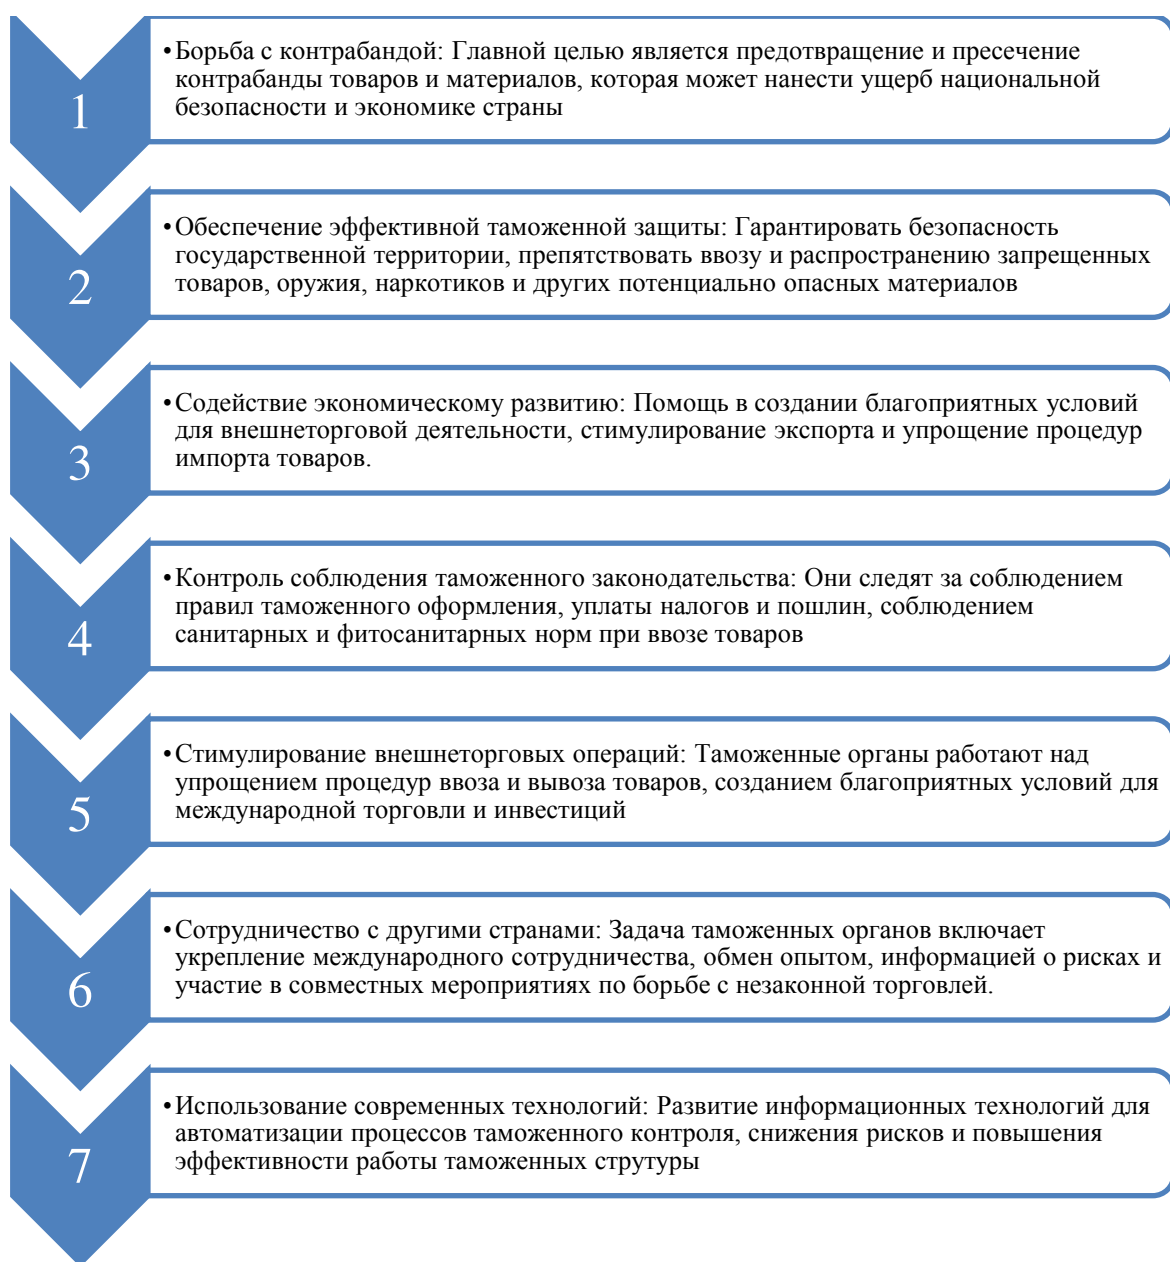 1
•Борьба с контрабандой: Главной целью является предотвращение и пресечение
контрабанды товаров и материалов, которая может нанести ущерб национальной
безопасности и экономике страны
2
•Обеспечение эффективной таможенной защиты: Гарантировать безопасность
государственной территории, препятствовать ввозу и распространению запрещенных
товаров, оружия, наркотиков и других потенциально опасных материалов
3
•Содействие экономическому развитию: Помощь в создании благоприятных условий
для внешнеторговой деятельности, стимулирование экспорта и упрощение процедур
импорта товаров.
4
•Контроль соблюдения таможенного законодательства: Они следят за соблюдением
правил таможенного оформления, уплаты налогов и пошлин, соблюдением
санитарных и фитосанитарных норм при ввозе товаров
5
•Стимулирование внешнеторговых операций: Таможенные органы работают над
упрощением процедур ввоза и вывоза товаров, созданием благоприятных условий для
международной торговли и инвестиций
6
•Сотрудничество с другими странами: Задача таможенных органов включает
укрепление международного сотрудничества, обмен опытом, информацией о рисках и
участие в совместных мероприятиях по борьбе с незаконной торговлей.
7
•Использование современных технологий: Развитие информационных технологий для
автоматизации процессов таможенного контроля, снижения рисков и повышения
эффективности работы таможенных струтуры